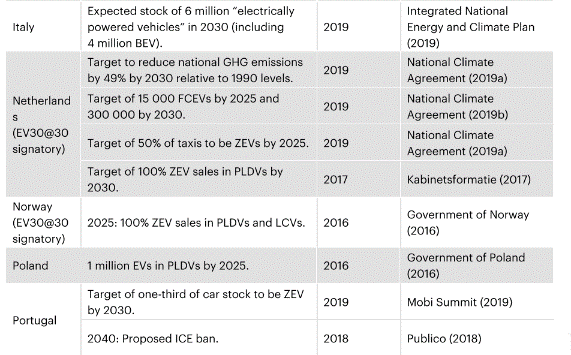 Italy
Expected stock of 6 million “electrically
powered vehicles” in 2030 (including
4 million BEV).
2019
Integrated National
Energy and Climate Plan
(2019)
Netherland
s
(EV30@30
signatory)
Target to reduce national GHG emissions
by 49% by 2030 relative to 1990 levels.
2019
National Climate
Agreement (2019a)
Target of 15 000 FCEVs by 2025 and
300 000 by 2030.
2019
National Climate
Agreement (2019b)
Target of 50% of taxis to be ZEVs by 2025.
2019
National Climate
Agreement (2019a)
Target of 100% ZEV sales in PLDVs by
2030.
2017
Kabinetsformatie (2017)
Norway
(EV30@30
signatory)
2025: 100% ZEV sales in PLDVs and LCVs.
2016
Government of Norway
(2016)
Poland
1 million EVs in PLDVs by 2025.
2016
Government of Poland
(2016)
Portugal
Target of one-third of car stock to be ZEV
by 2030.
2019
Mobi Summit (2019)
2040: Proposed ICE ban.
2018
Publico (2018)